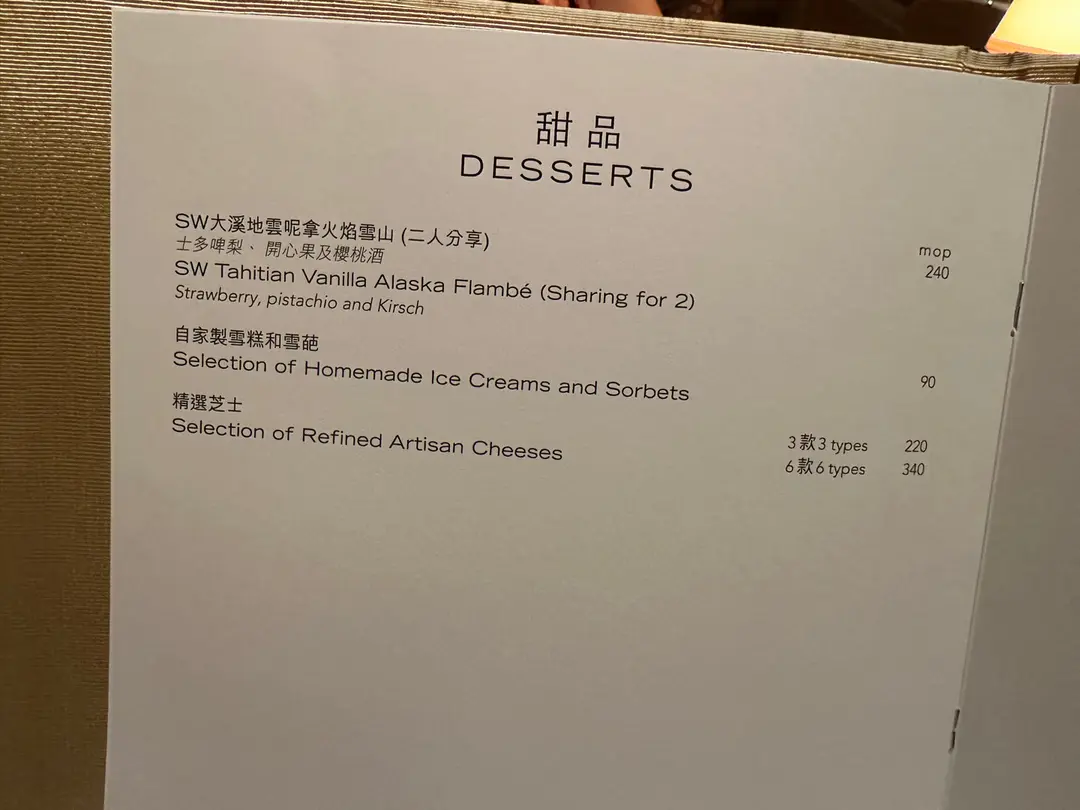 甜品
DESSERTS
mop
SW大溪地雲呢拿火焰雪山 (二人分享)
士多啤梨、開心果及櫻桃酒
SW Tahitian Vanilla Alaska Flambé (Sharing for 2) 240
Strawberry, pistachio and Kirsch
自家製雪糕和雪葩
Selection of Homemade Ice Creams and Sorbets 90
精選芝士
Selection of Refined Artisan Cheeses 3款3 types 220
6款6 types 340